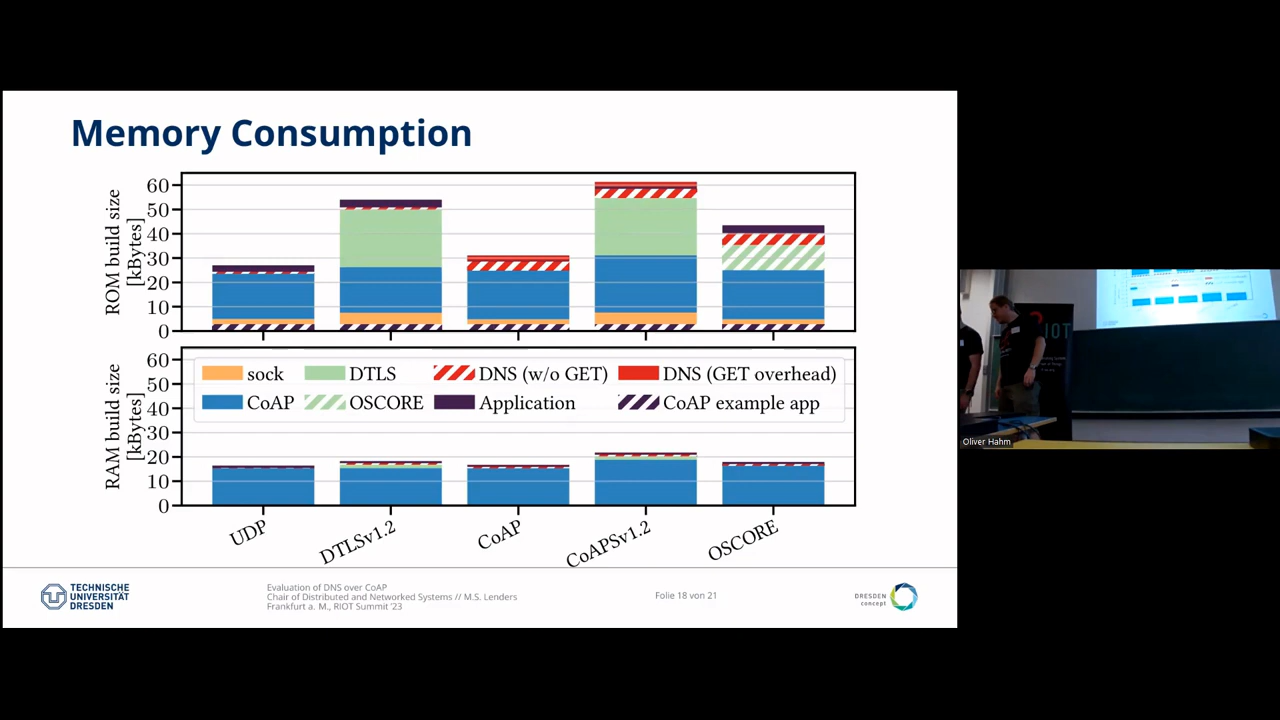 Memory Consumption
ROM build size
[kBytes]
60
50
40
30
20
10
0
RAM build size
[kBytes]
60
50
40
30
20
10
0
sock DTLS DNS (w/o GET) DNS (GET overhead)
CoAP OSCORE Application CoAP example app
UDP DTLSv1.2 CoAP CoAPSv1.2 OSCORE
TECHNISCHE
UNIVERSITÄT
DRESDEN
Evaluation of DNS over CoAP
Chair of Distributed and Networked Systems // M.S. Lenders
Frankfurt a. M., RIOT Summit '23
Folie 18 von 21
DRESDEN
concept
IOT
Oliver Hahm